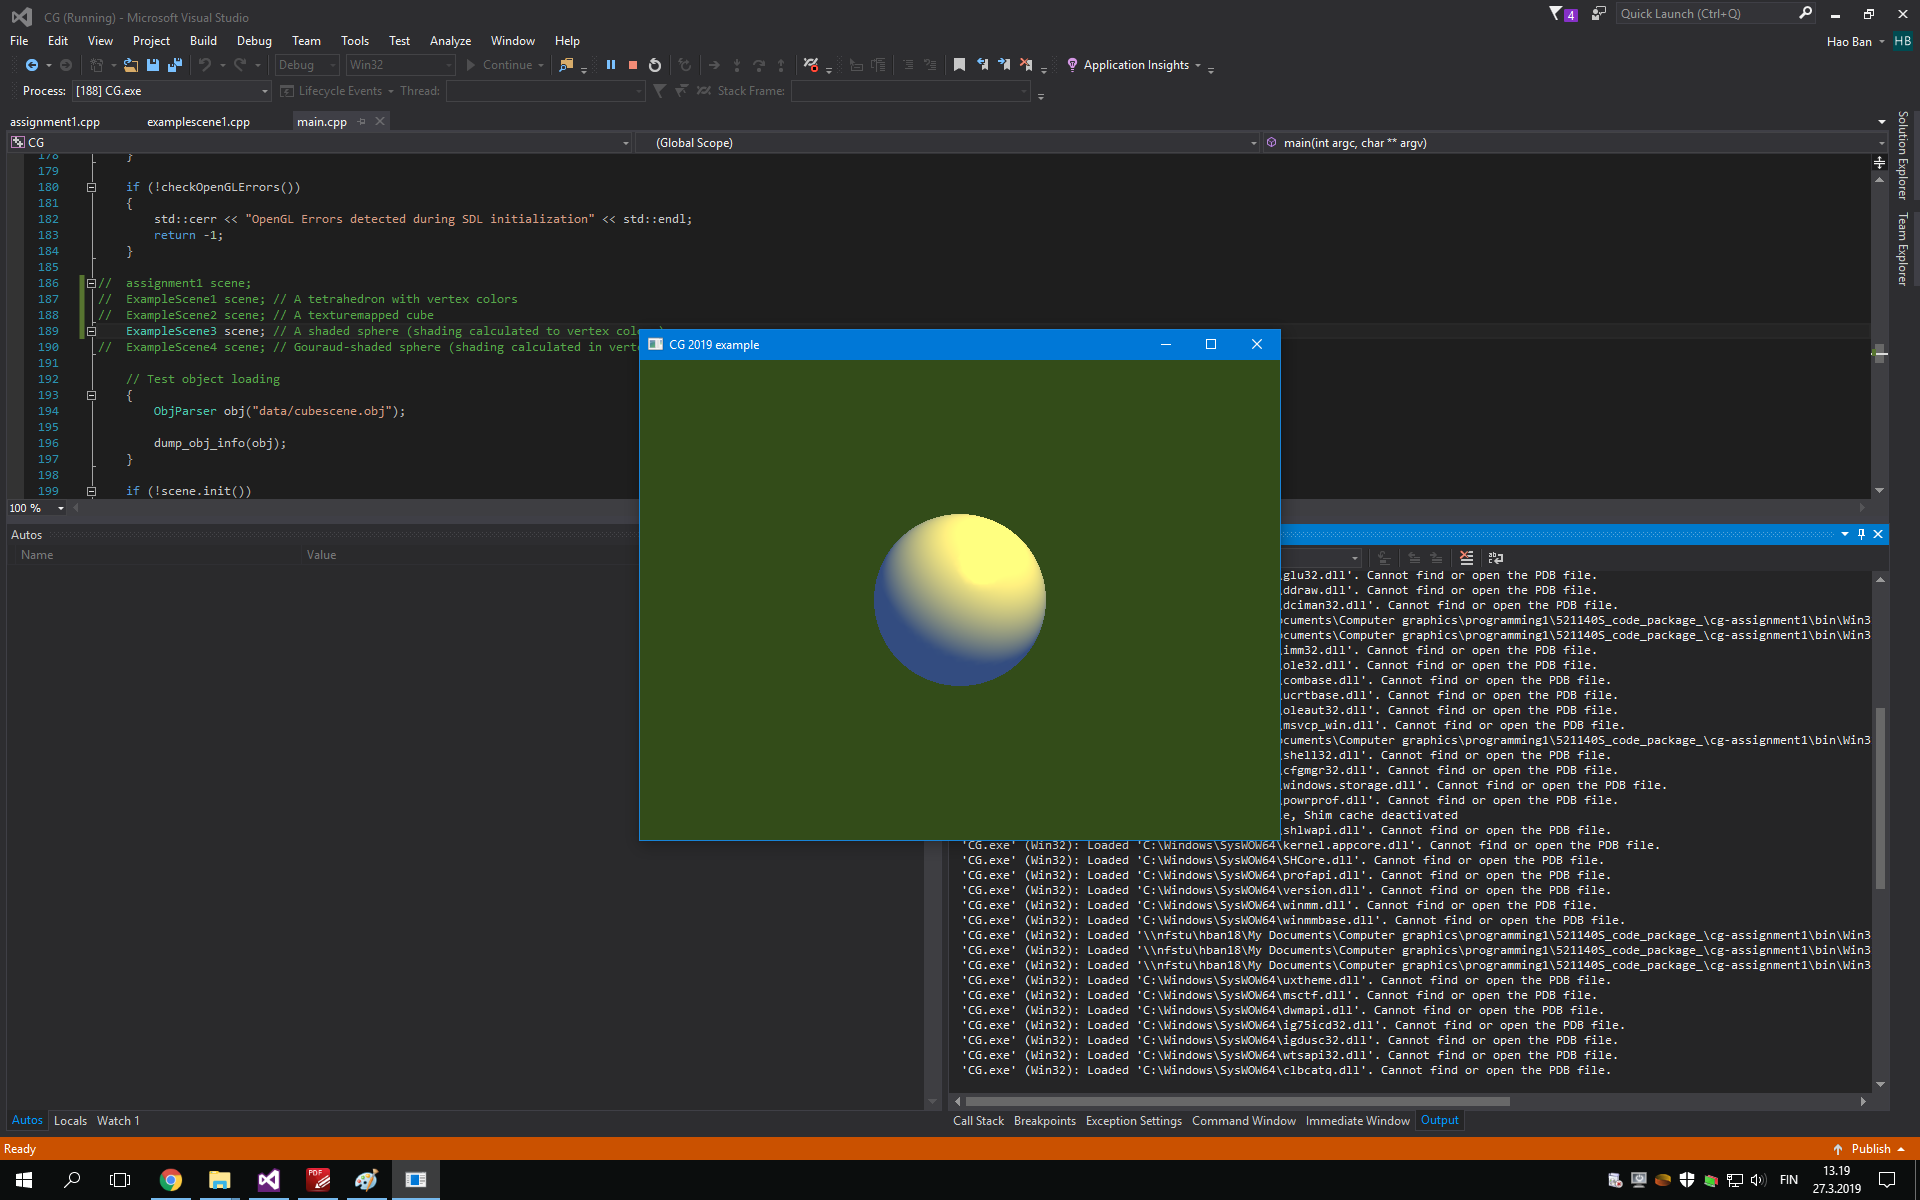 CG (Running) - Microsoft Visual Studio
4
Quick Launch (Ctrl+Q)
File Edit View Project Build Debug Team Tools Test Analyze Window Help
Hao Ban HB
Debug Win32 Continue Application Insights
Process: [188] CG.exe Lifecycle Events Thread: Stack Frame:
assignment1.cpp examplescene1.cpp main.cpp
CG (Global Scope) main(int argc, char ** argv)
Solution Explorer
Team Explorer
178 }
179
180 if (!checkOpenGLErrors())
181 {
182 std::cerr << "OpenGL Errors detected during SDL initialization" << std::endl;
183 return -1;
184 }
185
186 // assignment1 scene;
187 // ExampleScene1 scene; // A tetrahedron with vertex colors
188 // ExampleScene2 scene; // A texturemapped cube
189 ExampleScene3 scene; // A shaded sphere (shading calculated to vertex
190 // ExampleScene4 scene; // Gouraud-shaded sphere (shading calculated in
191
192 // Test object loading
193 {
194 ObjParser obj("data/cubescene.obj");
195
196 dump_obj_info(obj);
197 }
198
199 if (!scene.init())
100 %
CG 2019 example
Autos
Name Value
\glu32.dll'. Cannot find or open the PDB file.
\ddraw.dll'. Cannot find or open the PDB file.
\dciman32.dll'. Cannot find or open the PDB file.
ocuments\Computer graphics\programming1\521140S_code_package_\cg-assignment1\bin\Win3
ocuments\Computer graphics\programming1\521140S_code_package_\cg-assignment1\bin\Win3
\imm32.dll'. Cannot find or open the PDB file.
\ole32.dll'. Cannot find or open the PDB file.
\combase.dll'. Cannot find or open the PDB file.
\ucrtbase.dll'. Cannot find or open the PDB file.
\oleaut32.dll'. Cannot find or open the PDB file.
\msvcp_win.dll'. Cannot find or open the PDB file.
ocuments\Computer graphics\programming1\521140S_code_package_\cg-assignment1\bin\Win3
\shell32.dll'. Cannot find or open the PDB file.
\cfgmgr32.dll'. Cannot find or open the PDB file.
\windows.storage.dll'. Cannot find or open the PDB file.
\powrprof.dll'. Cannot find or open the PDB file.
e, Shim cache deactivated
\shlwapi.dll'. Cannot find or open the PDB file.
'CG.exe' (Win32): Loaded 'C:\Windows\SysWOW64\kernel.appcore.dll'. Cannot find or open the PDB file.
'CG.exe' (Win32): Loaded 'C:\Windows\SysWOW64\SHCore.dll'. Cannot find or open the PDB file.
'CG.exe' (Win32): Loaded 'C:\Windows\SysWOW64\profapi.dll'. Cannot find or open the PDB file.
'CG.exe' (Win32): Loaded 'C:\Windows\SysWOW64\version.dll'. Cannot find or open the PDB file.
'CG.exe' (Win32): Loaded 'C:\Windows\SysWOW64\winmm.dll'. Cannot find or open the PDB file.
'CG.exe' (Win32): Loaded 'C:\Windows\SysWOW64\winmmbase.dll'. Cannot find or open the PDB file.
'CG.exe' (Win32): Loaded '\\nfstu\hban18\My Documents\Computer graphics\programming1\521140S_code_package_\cg-assignment1\bin\Win3
'CG.exe' (Win32): Loaded '\\nfstu\hban18\My Documents\Computer graphics\programming1\521140S_code_package_\cg-assignment1\bin\Win3
'CG.exe' (Win32): Loaded '\\nfstu\hban18\My Documents\Computer graphics\programming1\521140S_code_package_\cg-assignment1\bin\Win3
'CG.exe' (Win32): Loaded 'C:\Windows\SysWOW64\uxtheme.dll'. Cannot find or open the PDB file.
'CG.exe' (Win32): Loaded 'C:\Windows\SysWOW64\msctf.dll'. Cannot find or open the PDB file.
'CG.exe' (Win32): Loaded 'C:\Windows\SysWOW64\dwmapi.dll'. Cannot find or open the PDB file.
'CG.exe' (Win32): Loaded 'C:\Windows\SysWOW64\ig75icd32.dll'. Cannot find or open the PDB file.
'CG.exe' (Win32): Loaded 'C:\Windows\SysWOW64\igdusc32.dll'. Cannot find or open the PDB file.
'CG.exe' (Win32): Loaded 'C:\Windows\SysWOW64\wtsapi32.dll'. Cannot find or open the PDB file.
'CG.exe' (Win32): Loaded 'C:\Windows\SysWOW64\clbcatq.dll'. Cannot find or open the PDB file.
Autos Locals Watch 1
Call Stack Breakpoints Exception Settings Command Window Immediate Window Output
Ready
Publish
PDF
FIN
13.19
27.3.2019